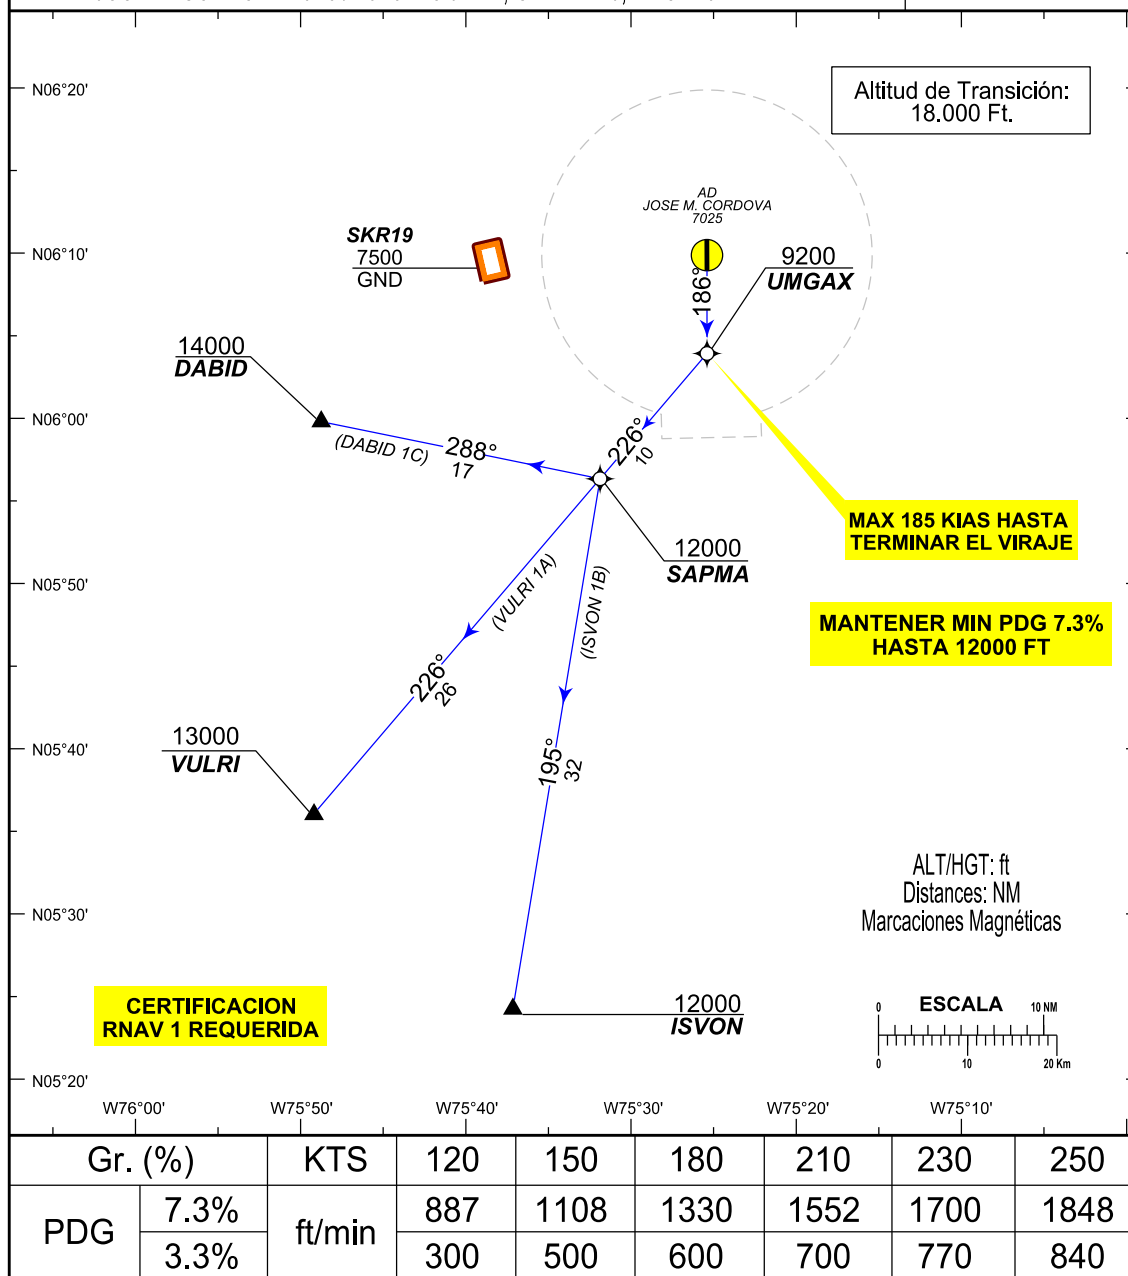 N06°20'
Altitud de Transición:
18.000 Ft.
AD
JOSE M. CORDOVA
7025
SKR19
7500
GND
N06°10'
186°
9200
UMGAX
14000
DABID
N06°00'
(DABID 1C)
288°
17
226°
10
MAX 185 KIAS HASTA
TERMINAR EL VIRAJE
12000
SAPMA
N05°50'
(VULRI 1A)
(ISVON 1B)
MANTENER MIN PDG 7.3%
HASTA 12000 FT
226°
26
13000
VULRI
N05°40'
195°
32
ALT/HGT: ft
Distances: NM
Marcaciones Magnéticas
N05°30'
CERTIFICACION
RNAV 1 REQUERIDA
12000
ISVON
0 ESCALA 10 NM
0 10 20 Km
N05°20'
W76°00' W75°50' W75°40' W75°30' W75°20' W75°10'
Gr. (%) KTS 120 150 180 210 230 250
PDG 7.3% ft/min 887 1108 1330 1552 1700 1848
3.3% 300 500 600 700 770 840